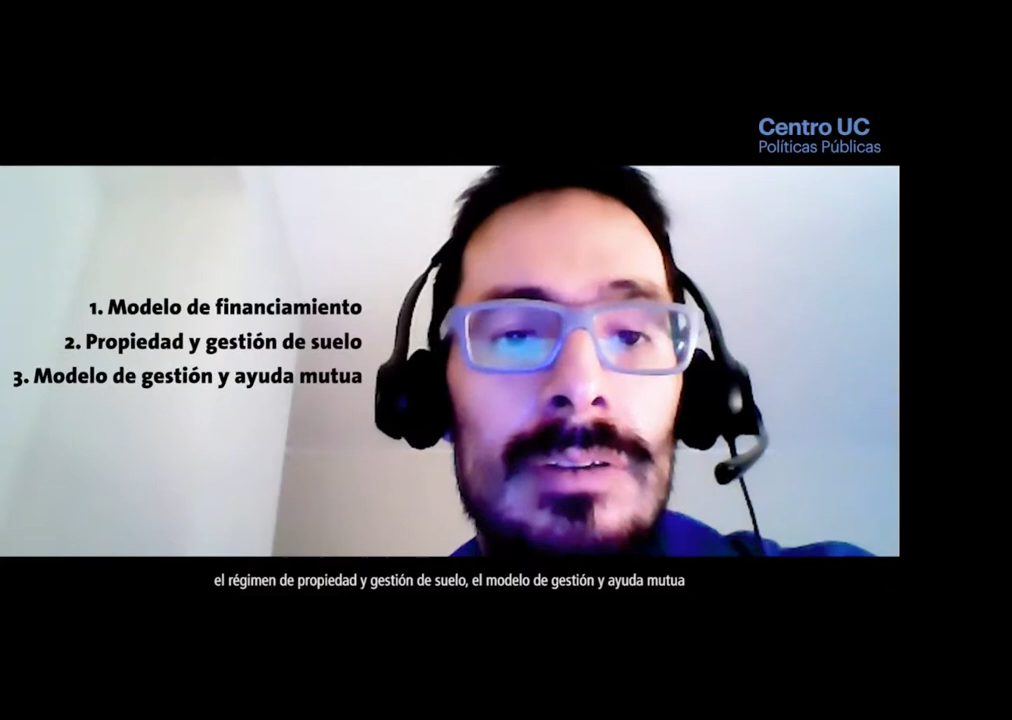 Centro UC
Políticas Públicas
1. Modelo de financiamiento
2. Propiedad y gestión de suelo
3. Modelo de gestión y ayuda mutua
el régimen de propiedad y gestión de suelo, el modelo de gestión y ayuda mutua